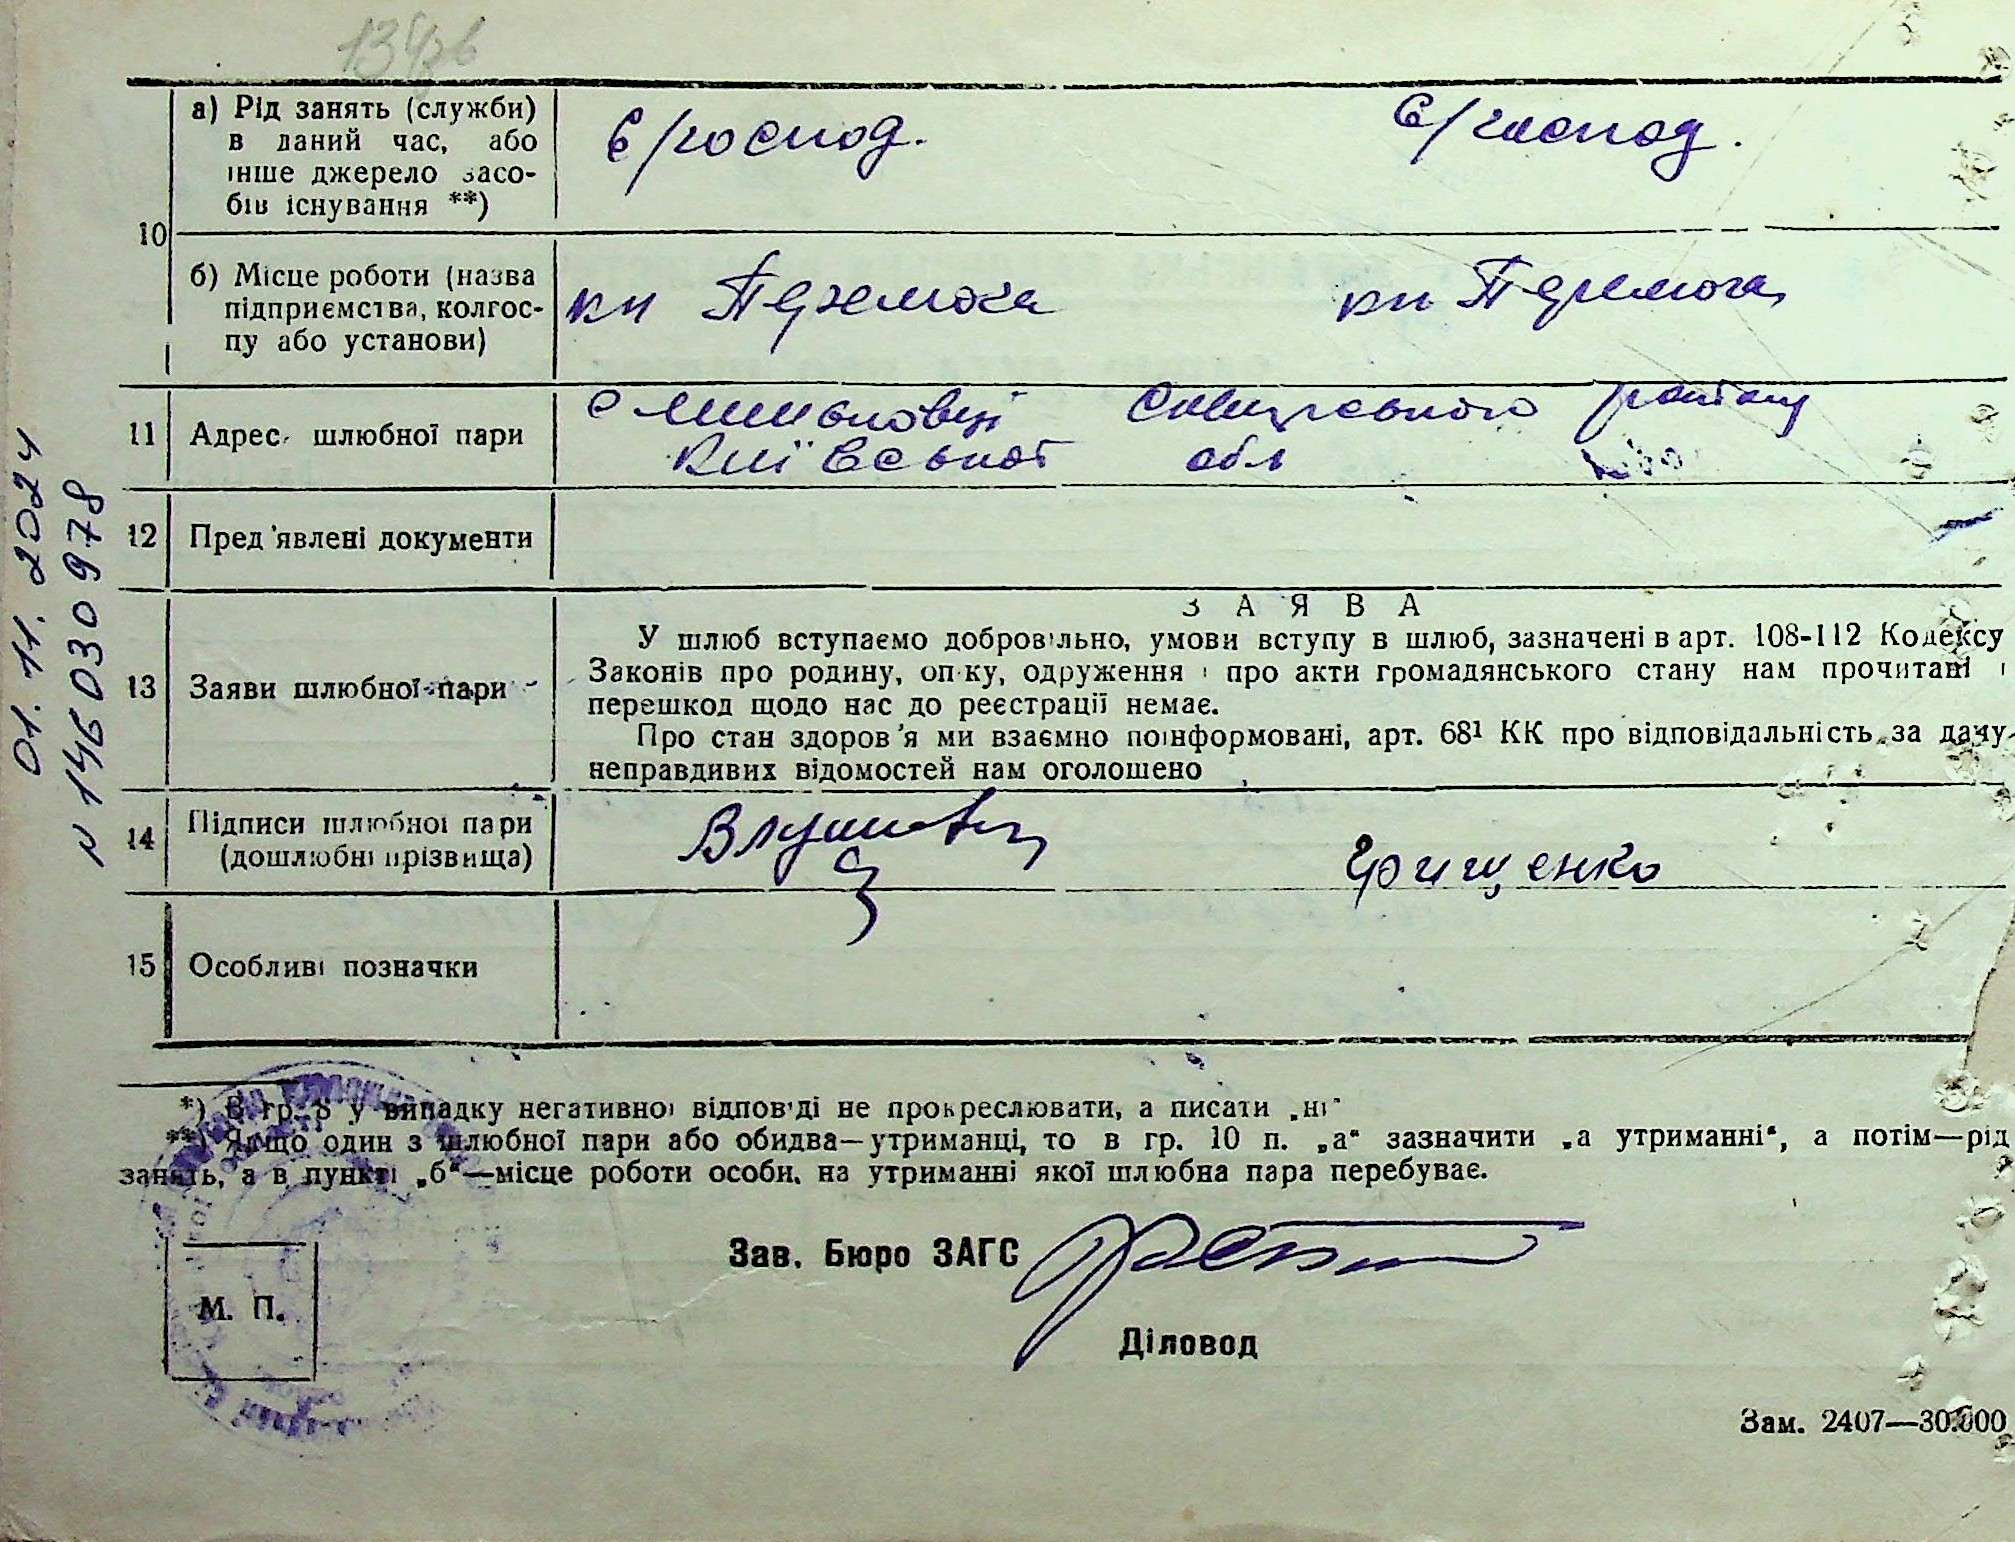 а) Рід занять (служби)
в даний час, або
інше джерело засо-
бів існування **)
с/господ. с/господ.
10
б) Місце роботи (назва
підприємства, колгос-
пу або установи)
кп Перемога кп Перемога
11 Адрес шлюбної пари
с району
Київської обл
12 Пред'явлені документи
13 Заяви шлюбної пари
ЗАЯВА
У шлюб вступаємо добровільно, умови вступу в шлюб, зазначені в арт. 108-112 Кодексу
Законів про родину, опіку, одруження і про акти громадянського стану нам прочитані і
перешкод щодо нас до реєстрації немає.
Про стан здоров'я ми взаємно поінформовані, арт. 68¹ КК про відповідальність за дачу
неправдивих відомостей нам оголошено
14 Підписи шлюбної пари
(дошлюбні прізвища)
Грищенко
15 Особливі позначки
*) В гр. 8 у випадку негативної відповіді не прокреслювати, а писати „ні"
**) Якщо один з шлюбної пари або обидва—утриманці, то в гр. 10 п. „а" зазначити „а утриманні", а потім—рід
занять, а в пункті „б"—місце роботи особи, на утриманні якої шлюбна пара перебуває.
Зав. Бюро ЗАГС
М. П.
Діловод
Зам. 2407—30.000
01. 11. 2024
N 146030978